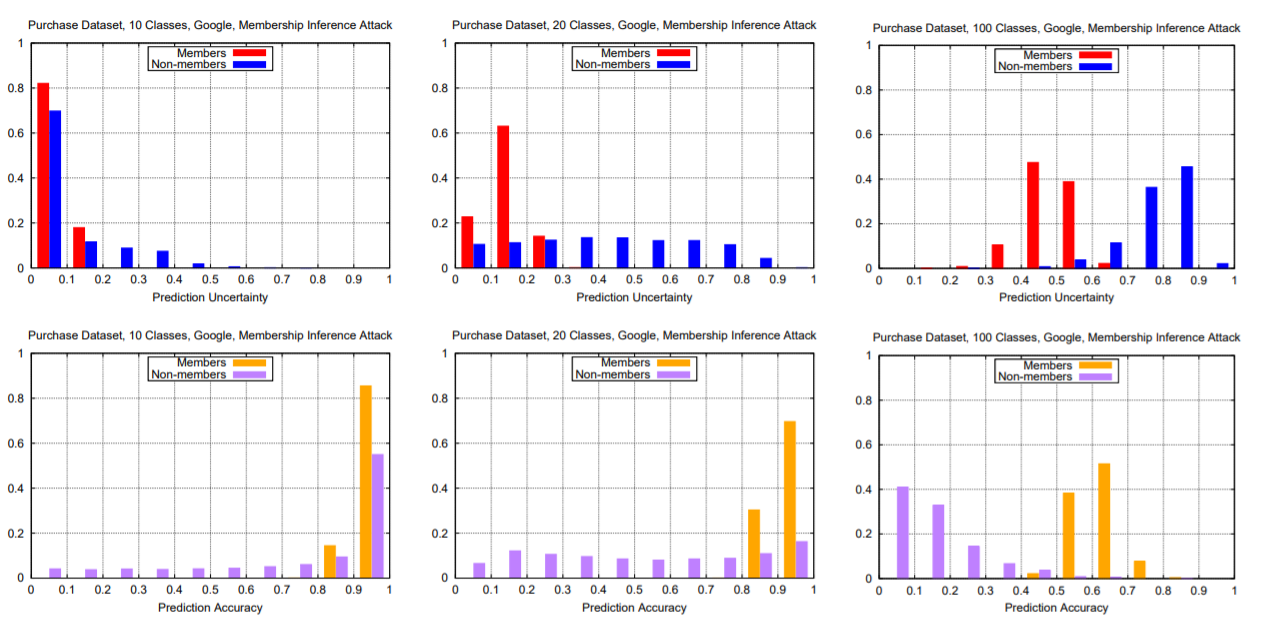 Purchase Dataset, 10 Classes, Google, Membership Inference Attack
1
Members
Non-members
0.8
0.6
0.4
0.2
0
0 0.1 0.2 0.3 0.4 0.5 0.6 0.7 0.8 0.9 1
Prediction Uncertainty
Purchase Dataset, 20 Classes, Google, Membership Inference Attack
1
Members
Non-members
0.8
0.6
0.4
0.2
0
0 0.1 0.2 0.3 0.4 0.5 0.6 0.7 0.8 0.9 1
Prediction Uncertainty
Purchase Dataset, 100 Classes, Google, Membership Inference Attack
1
Members
Non-members
0.8
0.6
0.4
0.2
0
0 0.1 0.2 0.3 0.4 0.5 0.6 0.7 0.8 0.9 1
Prediction Uncertainty
Purchase Dataset, 10 Classes, Google, Membership Inference Attack
1
Members
Non-members
0.8
0.6
0.4
0.2
0
0 0.1 0.2 0.3 0.4 0.5 0.6 0.7 0.8 0.9 1
Prediction Accuracy
Purchase Dataset, 20 Classes, Google, Membership Inference Attack
1
Members
Non-members
0.8
0.6
0.4
0.2
0
0 0.1 0.2 0.3 0.4 0.5 0.6 0.7 0.8 0.9 1
Prediction Accuracy
Purchase Dataset, 100 Classes, Google, Membership Inference Attack
1
Members
Non-members
0.8
0.6
0.4
0.2
0
0 0.1 0.2 0.3 0.4 0.5 0.6 0.7 0.8 0.9 1
Prediction Accuracy